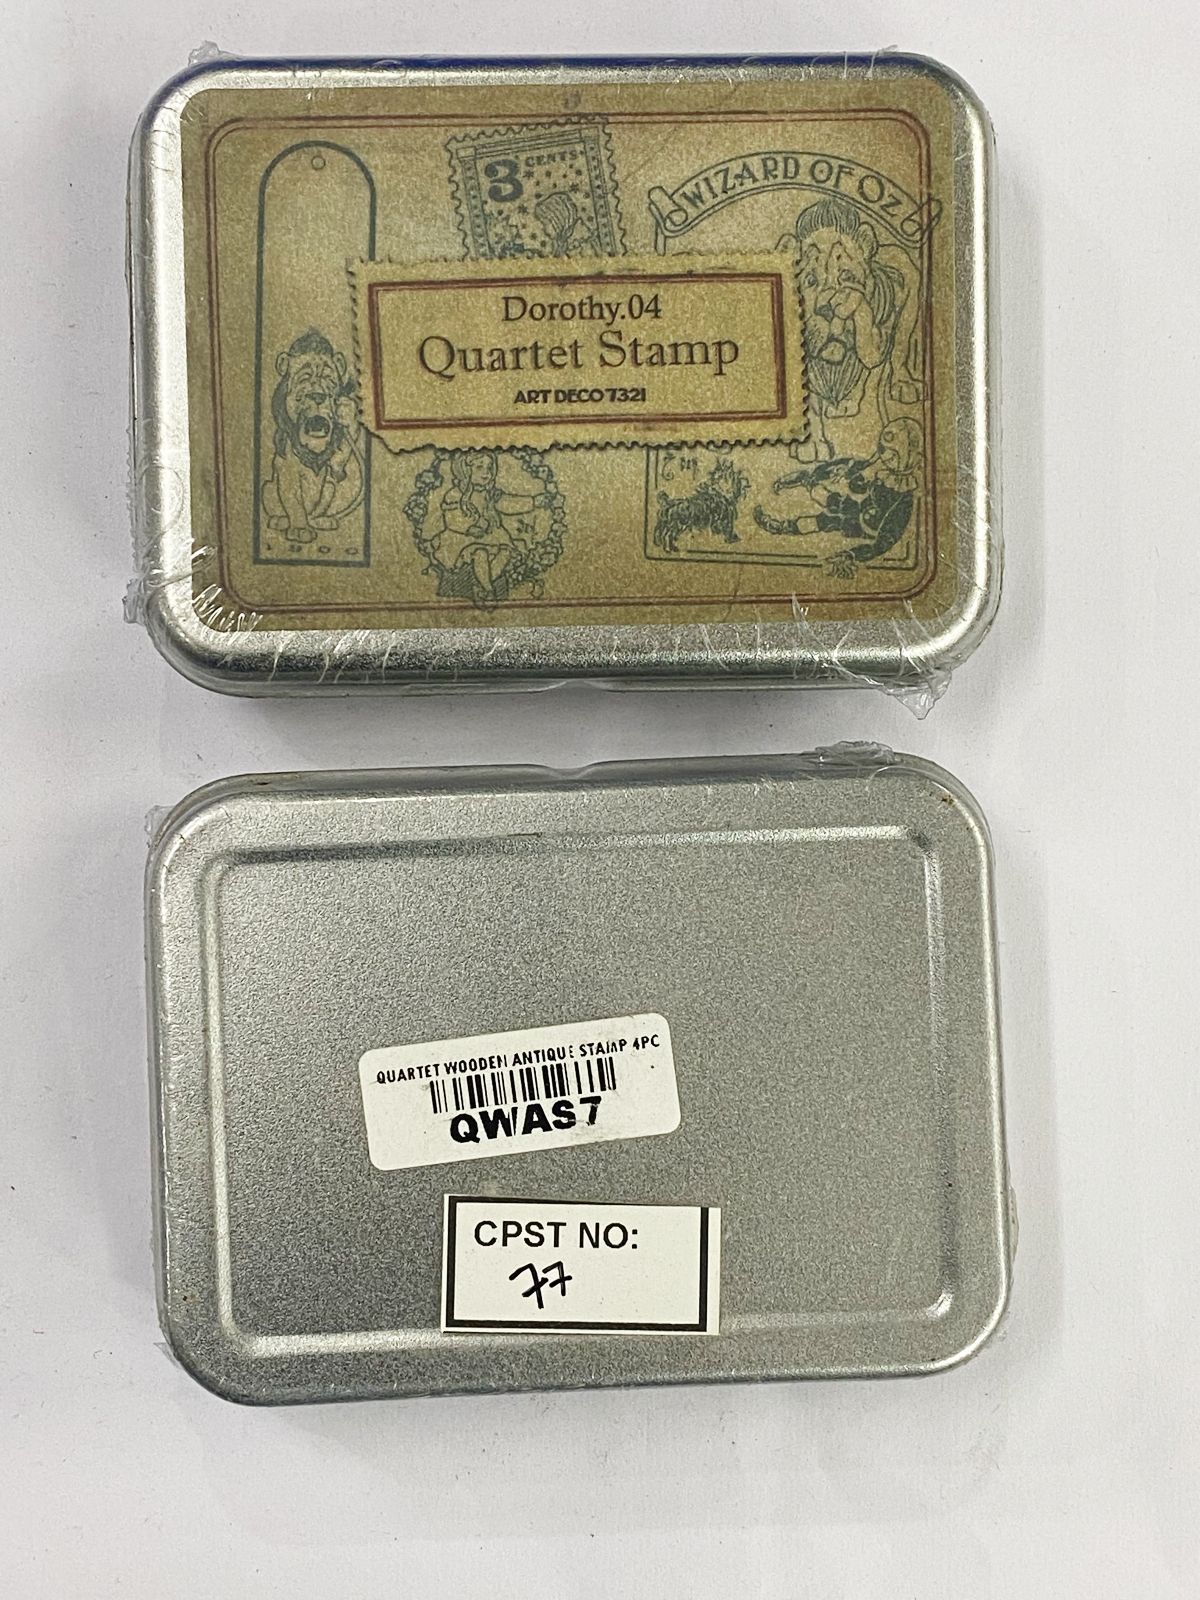 3 CENTS
WIZARD OF OZ
Dorothy.04
Quartet Stamp
ART DECO 7321
1900
QUARTET WOODEN ANTIQUE STAMP 4PC
QWAS7
CPST NO:
77